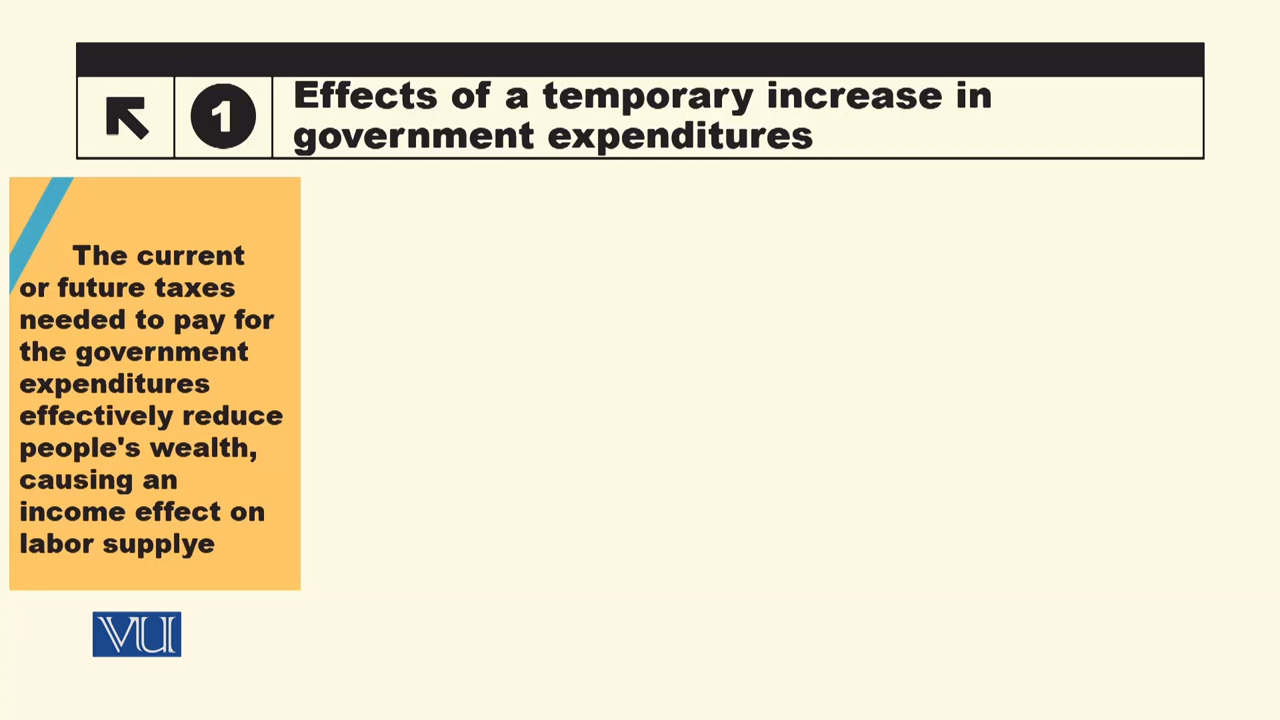 1
Effects of a temporary increase in
government expenditures
The current
or future taxes
needed to pay for
the government
expenditures
effectively reduce
people's wealth,
causing an
income effect on
labor supplye
VU